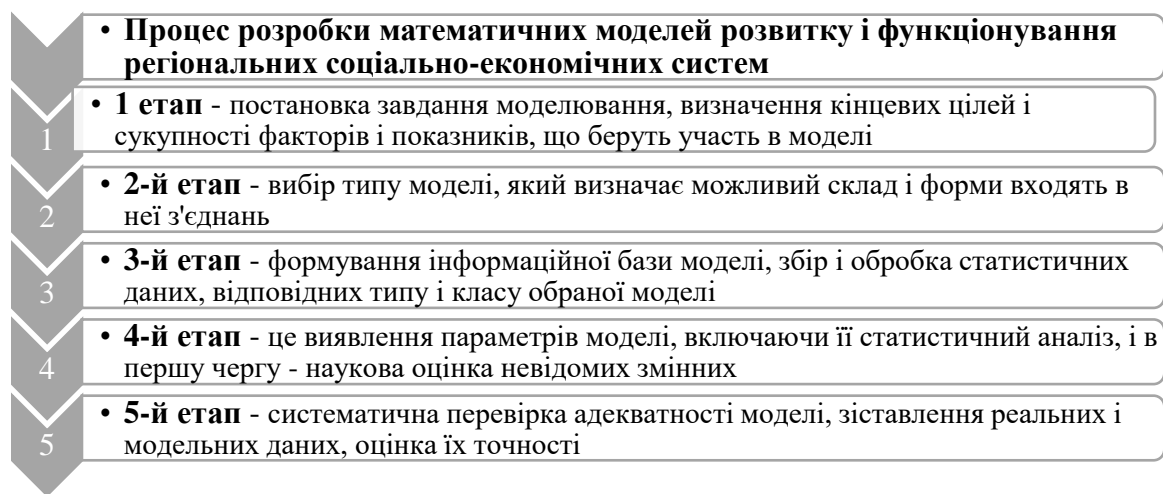 • Процес розробки математичних моделей розвитку і функціонування
регіональних соціально-економічних систем
1
• 1 етап - постановка завдання моделювання, визначення кінцевих цілей і
сукупності факторів і показників, що беруть участь в моделі
2
• 2-й етап - вибір типу моделі, який визначає можливий склад і форми входять в
неї з'єднань
3
• 3-й етап - формування інформаційної бази моделі, збір і обробка статистичних
даних, відповідних типу і класу обраної моделі
4
• 4-й етап - це виявлення параметрів моделі, включаючи її статистичний аналіз, і в
першу чергу - наукова оцінка невідомих змінних
5
• 5-й етап - систематична перевірка адекватності моделі, зіставлення реальних і
модельних даних, оцінка їх точності